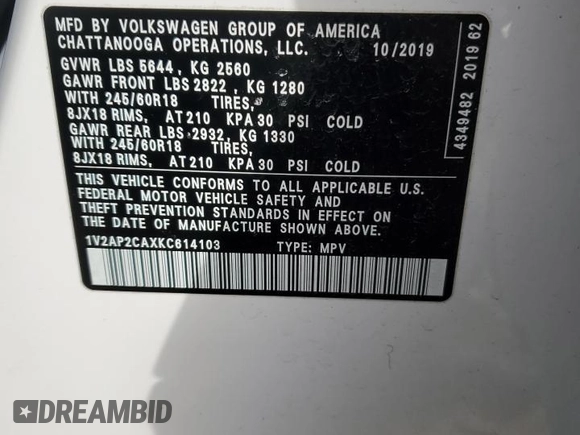 MFD BY VOLKSWAGEN GROUP OF AMERICA
CHATTANOOGA OPERATIONS, LLC. 10/2019
GVWR LBS 5644, KG 2560
GAWR FRONT LBS 2822, KG 1280
WITH 245/60R18 TIRES,
8JX18 RIMS, AT 210 KPA 30 PSI COLD
GAWR REAR LBS 2932, KG 1330
WITH 245/60R18 TIRES,
8JX18 RIMS, AT 210 KPA 30 PSI COLD
THIS VEHICLE CONFORMS TO ALL APPLICABLE U.S.
FEDERAL MOTOR VEHICLE SAFETY AND
THEFT PREVENTION STANDARDS IN EFFECT ON
THE DATE OF MANUFACTURE SHOWN ABOVE.
1V2AP2CAXKC614103 TYPE: MPV
4349482 2019 62
DREAMBID